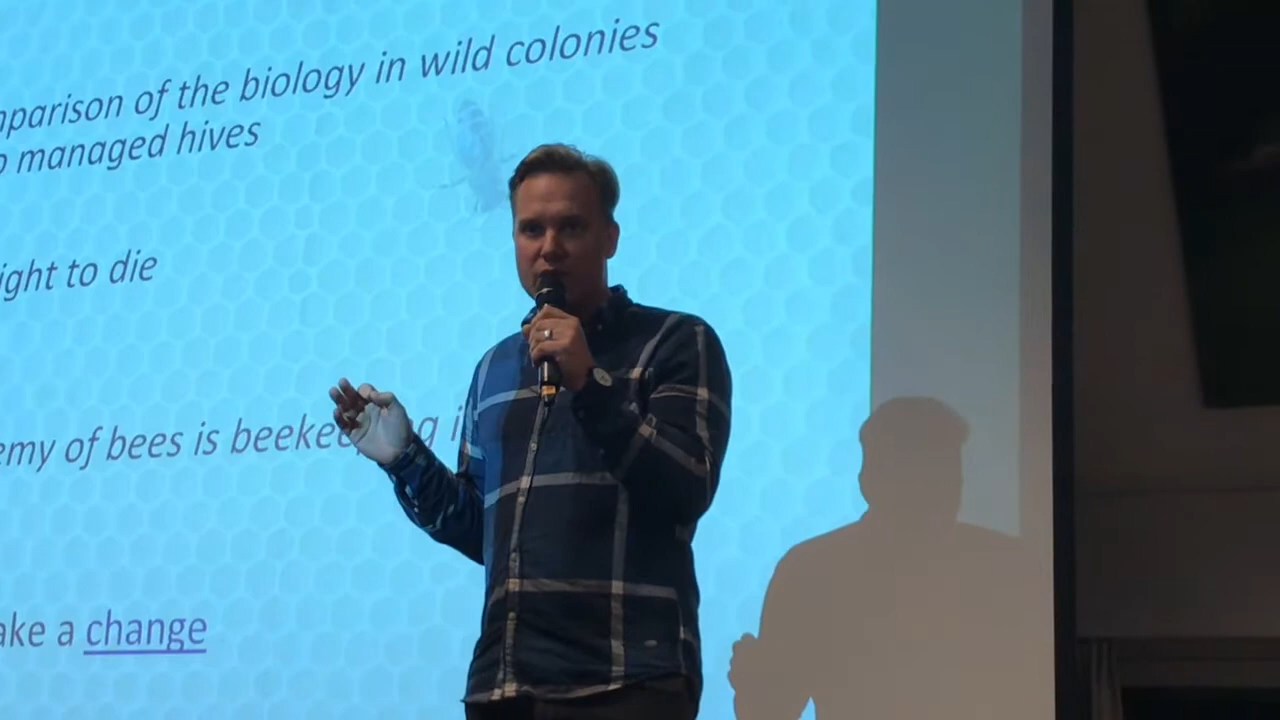 mparison of the biology in wild colonies
o managed hives
ight to die
emy of bees is beekee
ake a change